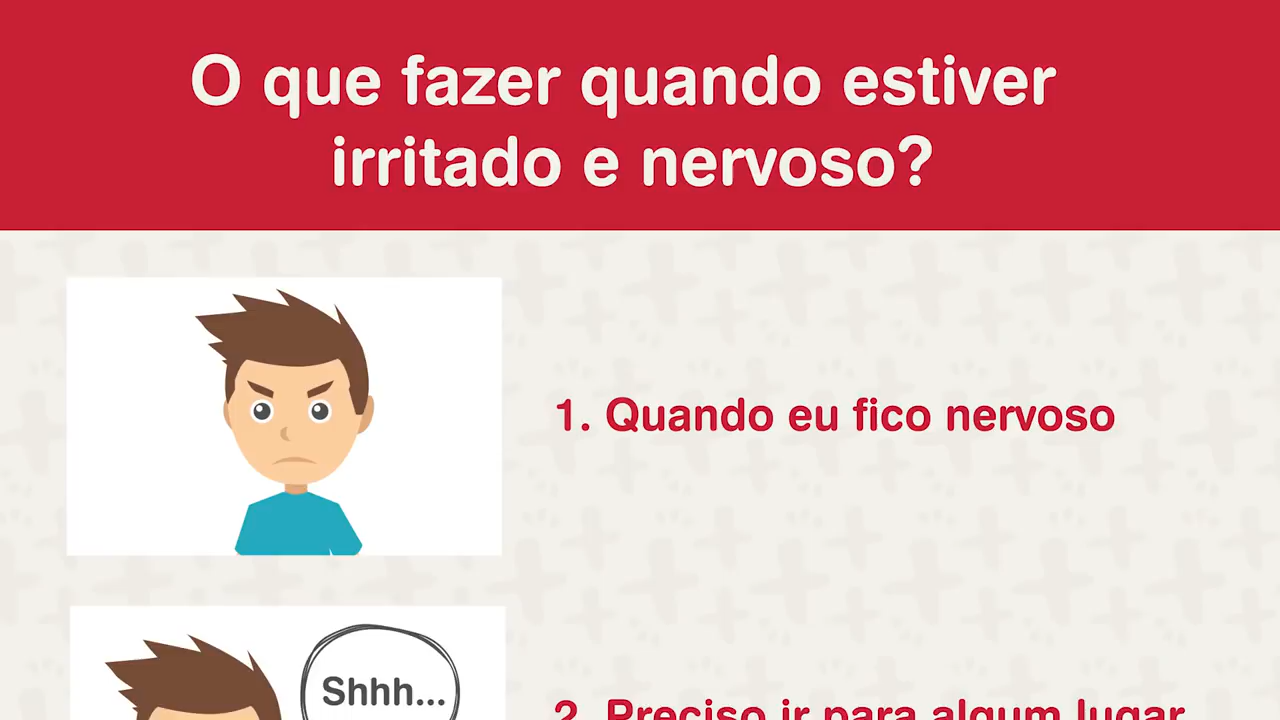 O que fazer quando estiver
irritado e nervoso?
1. Quando eu fico nervoso
Shhh...
2. Preciso ir para algum lugar